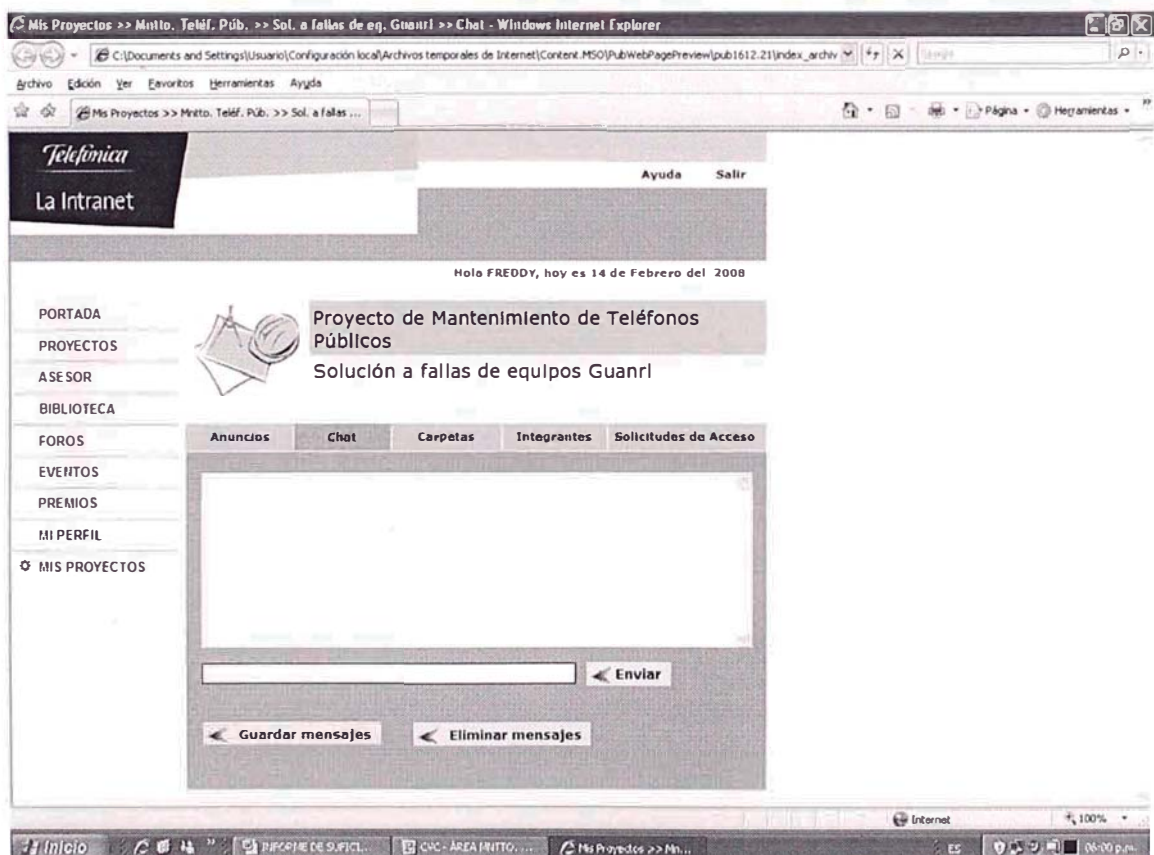 Mis Proyectos >> Mntto. Teléf. Púb. >> Sol. a fallas de eq. Guanrl >> Chat - Windows Internet Explorer
C:\Documents and Settings\Usuario\Configuración local\Archivos temporales de Internet\Content.MSO\PubWebPagePreview\pub1612.21\index_archiv
Archivo Edición Ver Favoritos Herramientas Ayuda
Mis Proyectos >> Mntto. Teléf. Púb. >> Sol. a fallas ...
Página
Herramientas
Telefónica
La Intranet
Ayuda Salir
Hola FREDDY, hoy es 14 de Febrero del 2008
PORTADA
PROYECTOS
ASESOR
BIBLIOTECA
FOROS
EVENTOS
PREMIOS
MI PERFIL
MIS PROYECTOS
Proyecto de Mantenimiento de Teléfonos
Públicos
Solución a fallas de equipos Guanrl
Anuncios Chat Carpetas Integrantes Solicitudes de Acceso
Enviar
Guardar mensajes Eliminar mensajes
Internet 100%
Inicio INFORME DE SUFICI... CVC - ÁREA MNTTO.... Mis Proyectos >> Mn... ES 06:00 p.m.